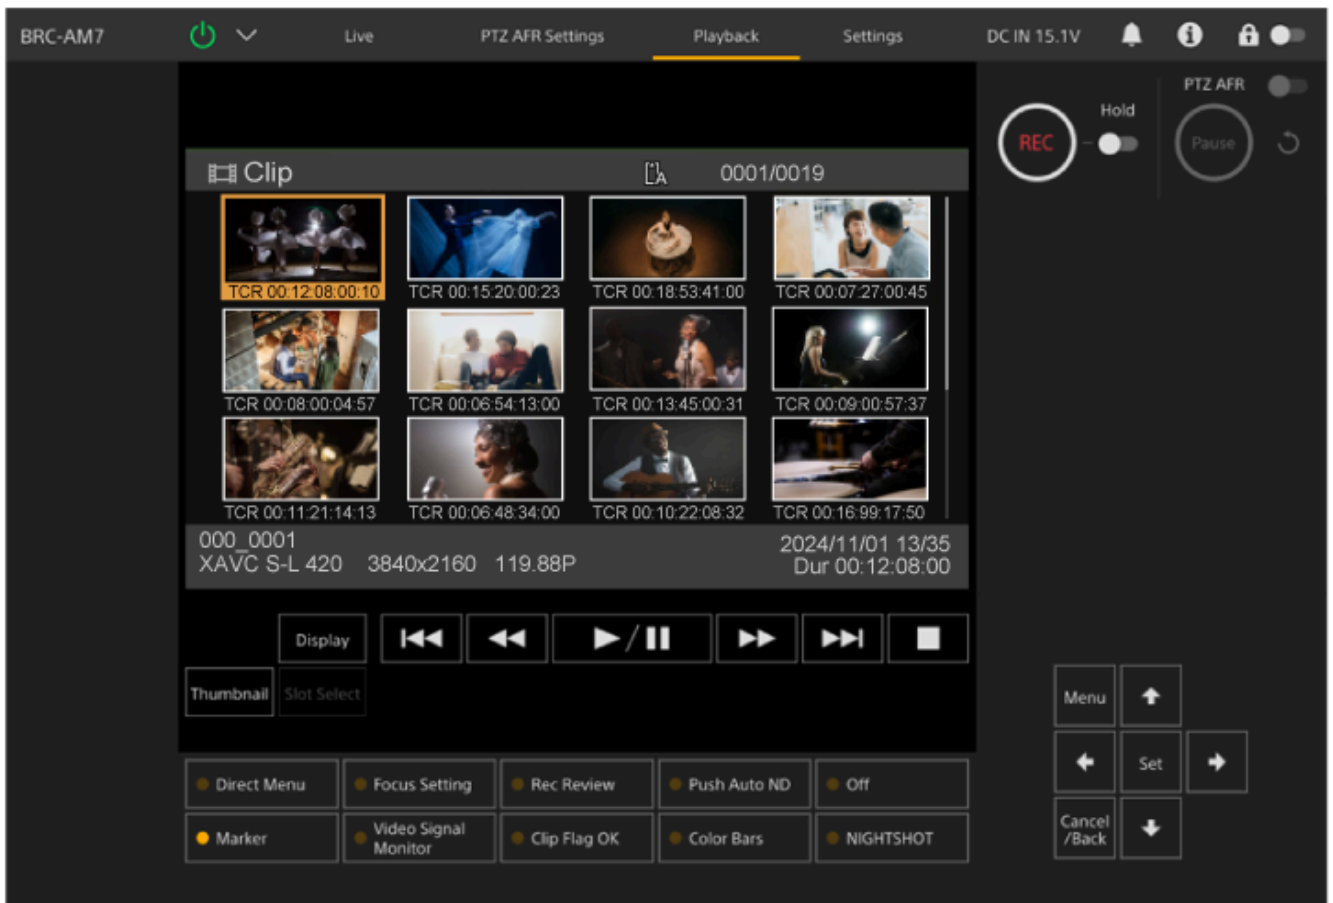 BRC-AM7 Live PTZ AFR Settings Playback Settings DC IN 15.1V
PTZ AFR
Hold
REC
Pause
Clip A 0001/0019
TCR 00:12:08:00:10 TCR 00:15:20:00:23 TCR 00:18:53:41:00 TCR 00:07:27:00:45
TCR 00:08:00:04:57 TCR 00:06:54:13:00 TCR 00:13:45:00:31 TCR 00:09:00:57:37
TCR 00:11:21:14:13 TCR 00:06:48:34:00 TCR 00:10:22:08:32 TCR 00:16:99:17:50
000_0001 2024/11/01 13/35
XAVC S-L 420 3840x2160 119.88P Dur 00:12:08:00
Display
Thumbnail Slot Select
Menu
Set
Cancel
/Back
Direct Menu Focus Setting Rec Review Push Auto ND Off
Marker Video Signal Monitor Clip Flag OK Color Bars NIGHTSHOT